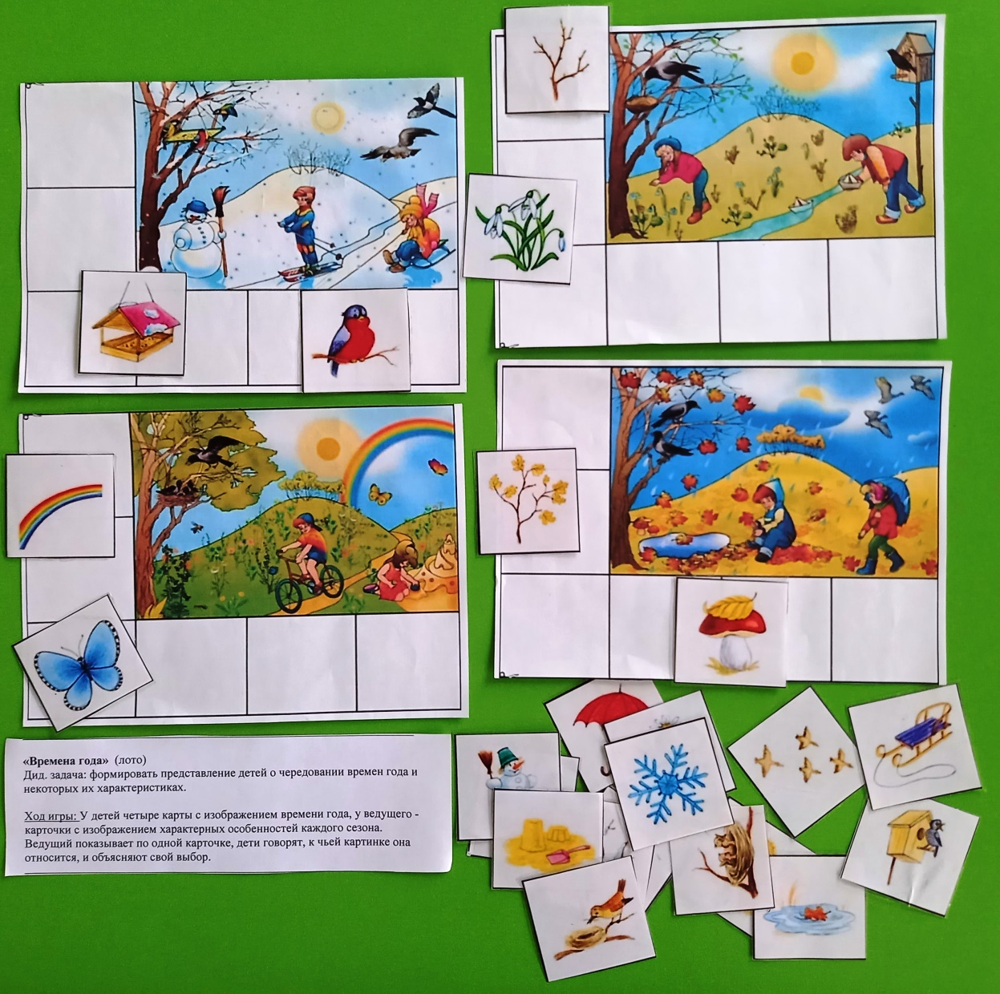 «Времена года» (лото)
Дид. задача: формировать представление детей о чередовании времен года и
некоторых их характеристиках.
Ход игры: У детей четыре карты с изображением времени года, у ведущего -
карточки с изображением характерных особенностей каждого сезона.
Ведущий показывает по одной карточке, дети говорят, к чьей картинке она
относится, и объясняют свой выбор.